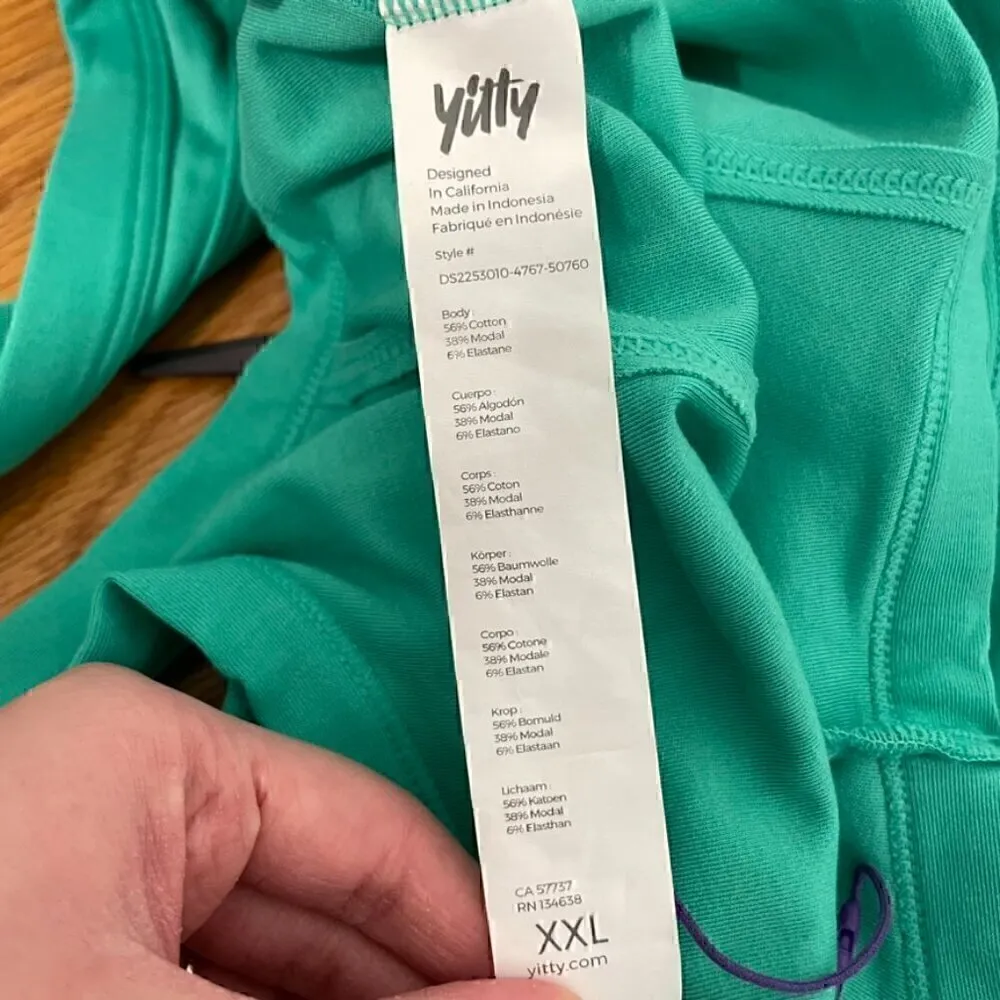 yitty
Designed
In California
Made in Indonesia
Fabriqué en Indonésie
Style #
DS2253010-4767-50760
Body :
56% Cotton
38% Modal
6% Elastane
Cuerpo :
56% Algodón
38% Modal
6% Elastano
Corps :
56% Coton
38% Modal
6% Elasthanne
Körper :
56% Baumwolle
38% Modal
6% Elastan
Corpo :
56% Cotone
38% Modale
6% Elastan
Krop :
56% Bomuld
38% Modal
6% Elastaan
Lichaam :
56% Katoen
38% Modal
6% Elasthan
CA 57737
RN 134638
XXL
yitty.com